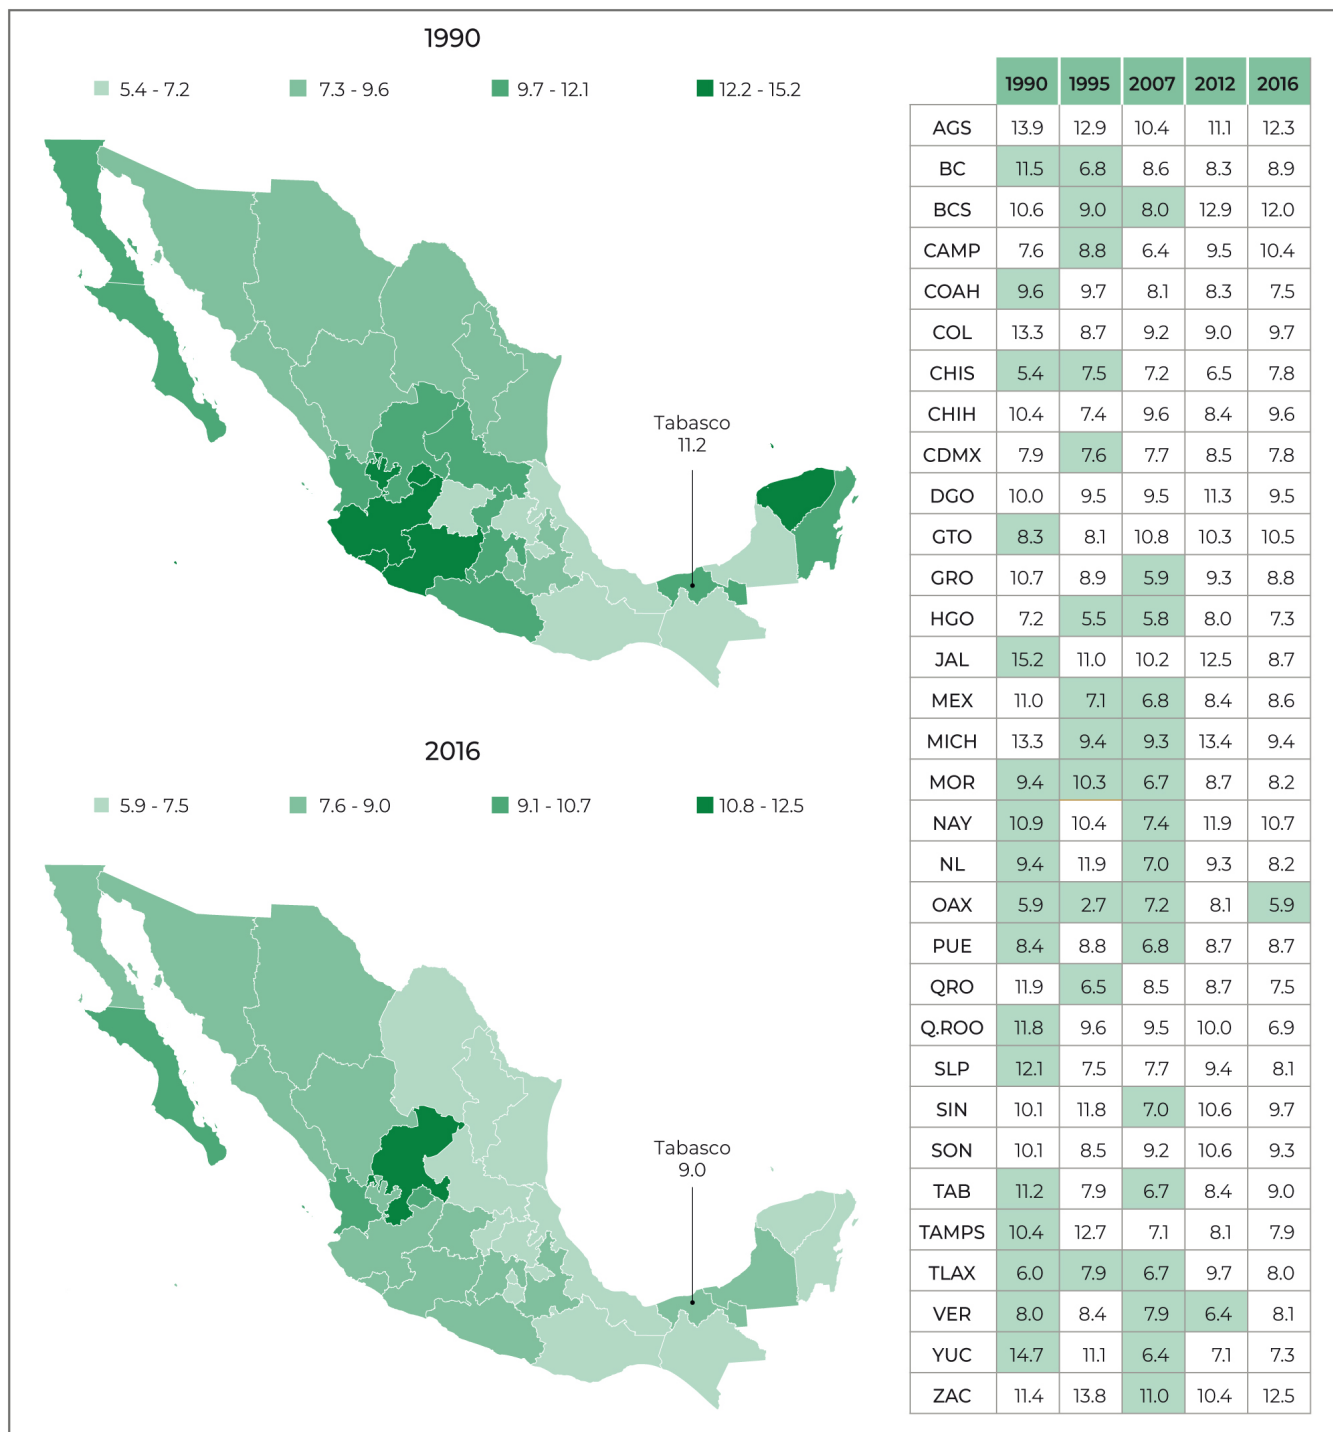 1990
5.4 - 7.2
7.3 - 9.6
9.7 - 12.1
12.2 - 15.2
Tabasco
11.2
2016
5.9 - 7.5
7.6 - 9.0
9.1 - 10.7
10.8 - 12.5
Tabasco
9.0
1990 1995 2007 2012 2016
AGS 13.9 12.9 10.4 11.1 12.3
BC 11.5 6.8 8.6 8.3 8.9
BCS 10.6 9.0 8.0 12.9 12.0
CAMP 7.6 8.8 6.4 9.5 10.4
COAH 9.6 9.7 8.1 8.3 7.5
COL 13.3 8.7 9.2 9.0 9.7
CHIS 5.4 7.5 7.2 6.5 7.8
CHIH 10.4 7.4 9.6 8.4 9.6
CDMX 7.9 7.6 7.7 8.5 7.8
DGO 10.0 9.5 9.5 11.3 9.5
GTO 8.3 8.1 10.8 10.3 10.5
GRO 10.7 8.9 5.9 9.3 8.8
HGO 7.2 5.5 5.8 8.0 7.3
JAL 15.2 11.0 10.2 12.5 8.7
MEX 11.0 7.1 6.8 8.4 8.6
MICH 13.3 9.4 9.3 13.4 9.4
MOR 9.4 10.3 6.7 8.7 8.2
NAY 10.9 10.4 7.4 11.9 10.7
NL 9.4 11.9 7.0 9.3 8.2
OAX 5.9 2.7 7.2 8.1 5.9
PUE 8.4 8.8 6.8 8.7 8.7
QRO 11.9 6.5 8.5 8.7 7.5
Q.ROO 11.8 9.6 9.5 10.0 6.9
SLP 12.1 7.5 7.7 9.4 8.1
SIN 10.1 11.8 7.0 10.6 9.7
SON 10.1 8.5 9.2 10.6 9.3
TAB 11.2 7.9 6.7 8.4 9.0
TAMPS 10.4 12.7 7.1 8.1 7.9
TLAX 6.0 7.9 6.7 9.7 8.0
VER 8.0 8.4 7.9 6.4 8.1
YUC 14.7 11.1 6.4 7.1 7.3
ZAC 11.4 13.8 11.0 10.4 12.5